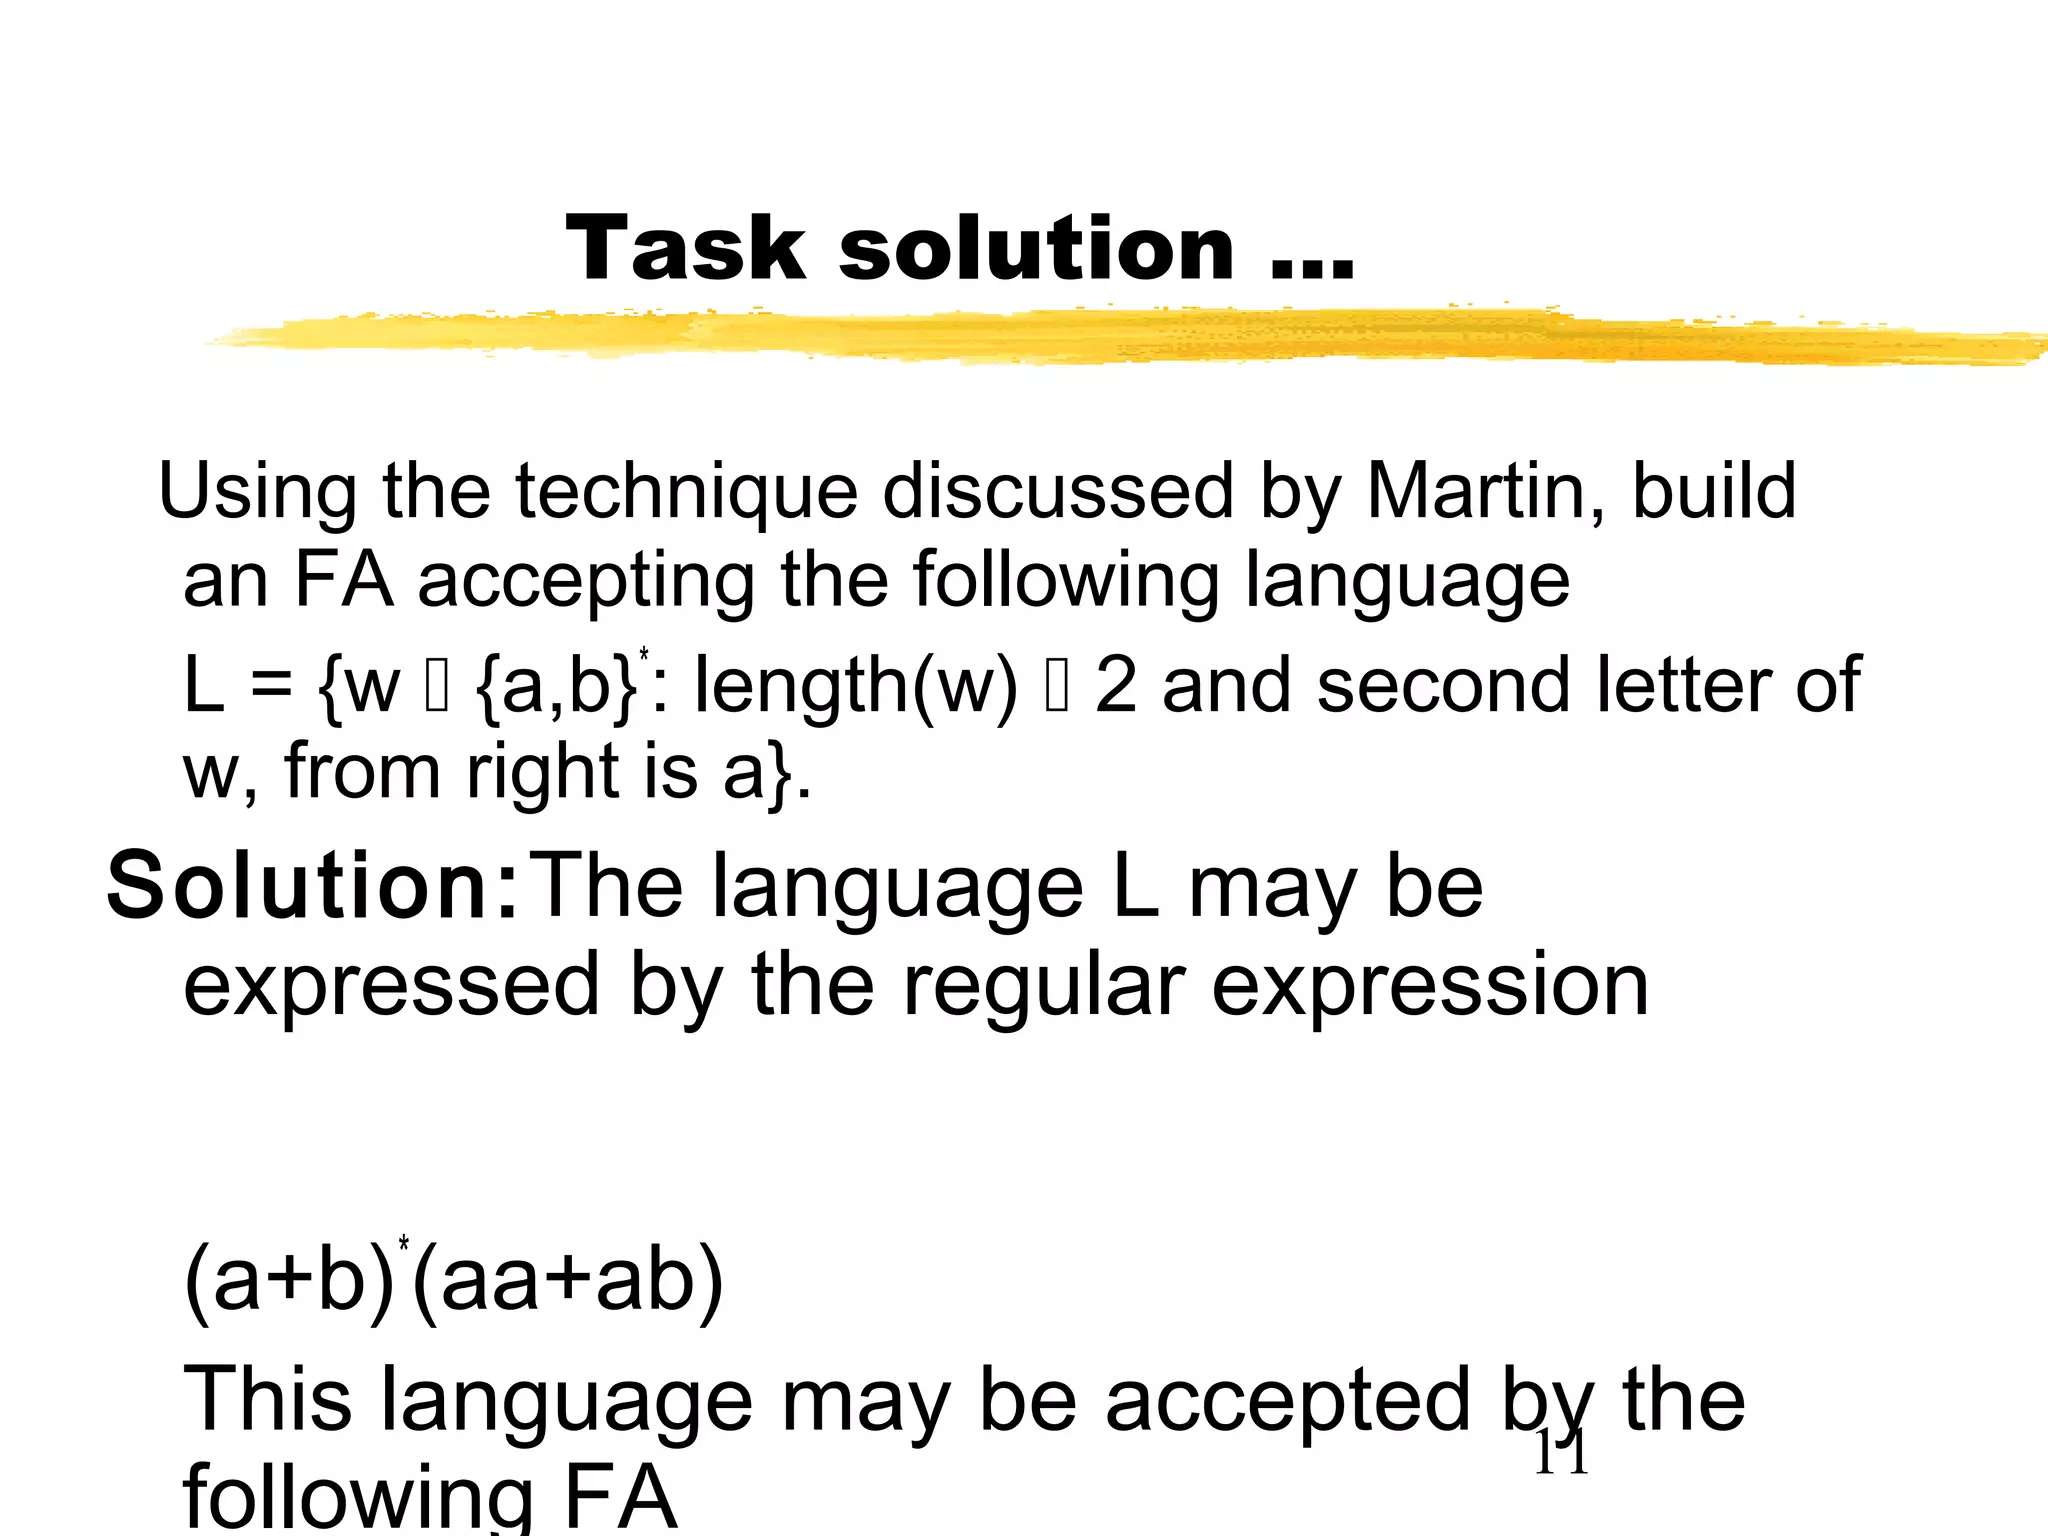 Task solution ...
Using the technique discussed by Martin, build
an FA accepting the following language
L = {w  {a,b}*: length(w)  2 and second letter of
w, from right is a}.
Solution:The language L may be
expressed by the regular expression
(a+b)*(aa+ab)
This language may be accepted by the
following FA
11